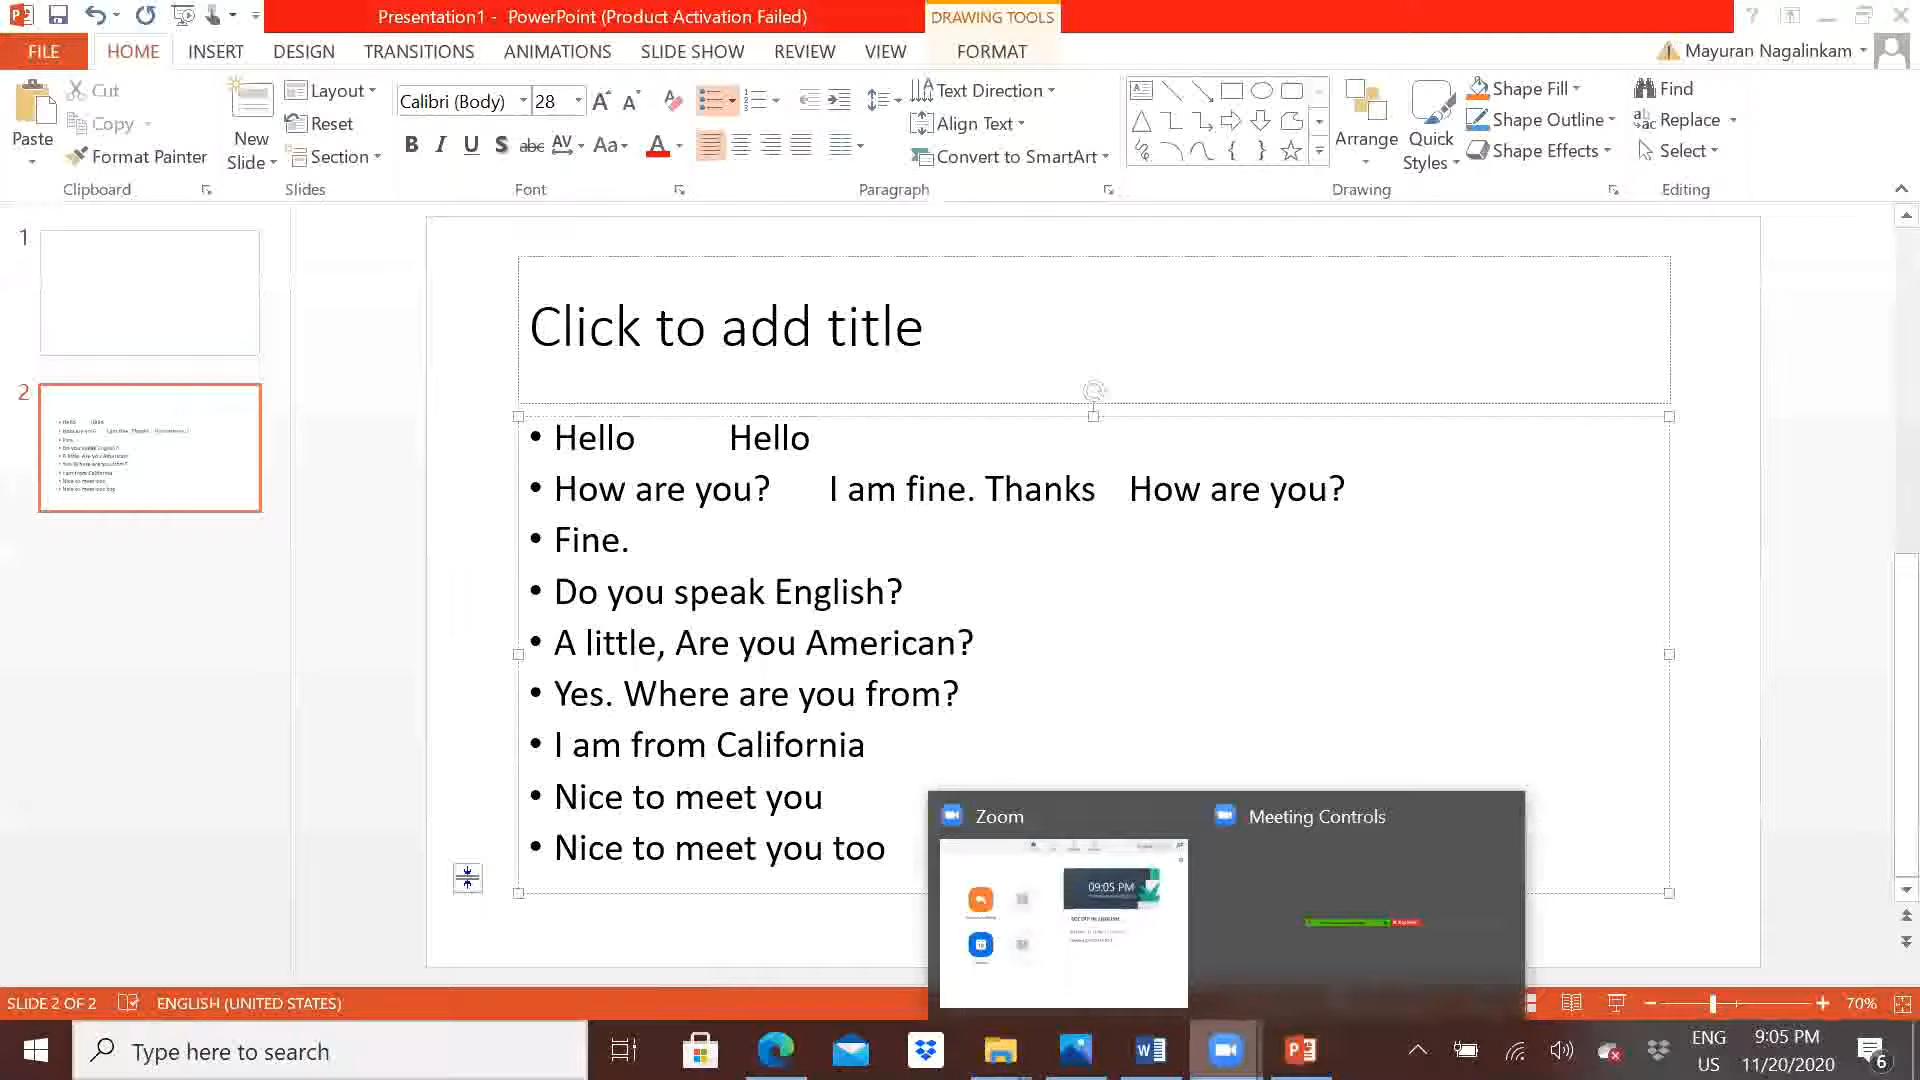 Presentation1 - PowerPoint (Product Activation Failed)
DRAWING TOOLS
?
FILE
HOME
INSERT
DESIGN
TRANSITIONS
ANIMATIONS
SLIDE SHOW
REVIEW
VIEW
FORMAT
Mayuran Nagalinkam
Paste
Cut
Copy
Format Painter
Clipboard
New Slide
Layout
Reset
Section
Slides
Calibri (Body)
28
B I U S abc AV Aa A
Font
Text Direction
Align Text
Convert to SmartArt
Paragraph
Arrange
Quick Styles
Shape Fill
Shape Outline
Shape Effects
Drawing
Find
Replace
Select
Editing
1
2
Click to add title
• Hello Hello
• How are you? I am fine. Thanks How are you?
• Fine.
• Do you speak English?
• A little, Are you American?
• Yes. Where are you from?
• I am from California
• Nice to meet you
• Nice to meet you too
Zoom
Meeting Controls
09:05 PM
SLIDE 2 OF 2
ENGLISH (UNITED STATES)
70%
Type here to search
ENG
US
9:05 PM
11/20/2020
6